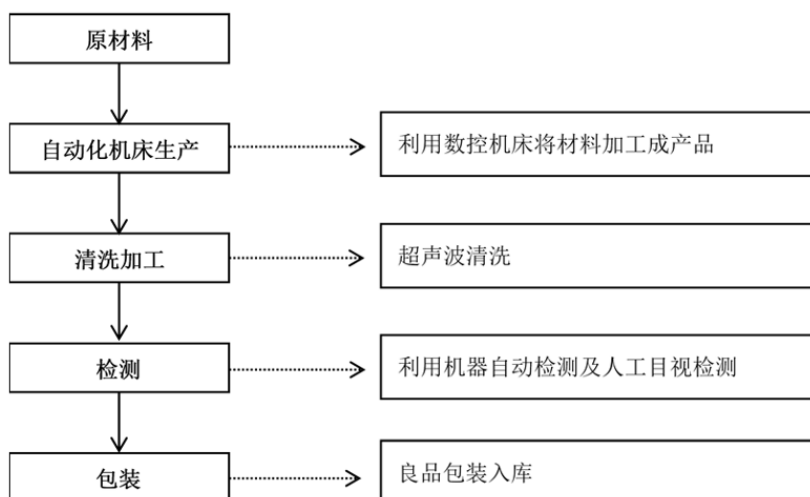 原材料
自动化机床生产
利用数控机床将材料加工成产品
清洗加工
超声波清洗
检测
利用机器自动检测及人工目视检测
包装
良品包装入库